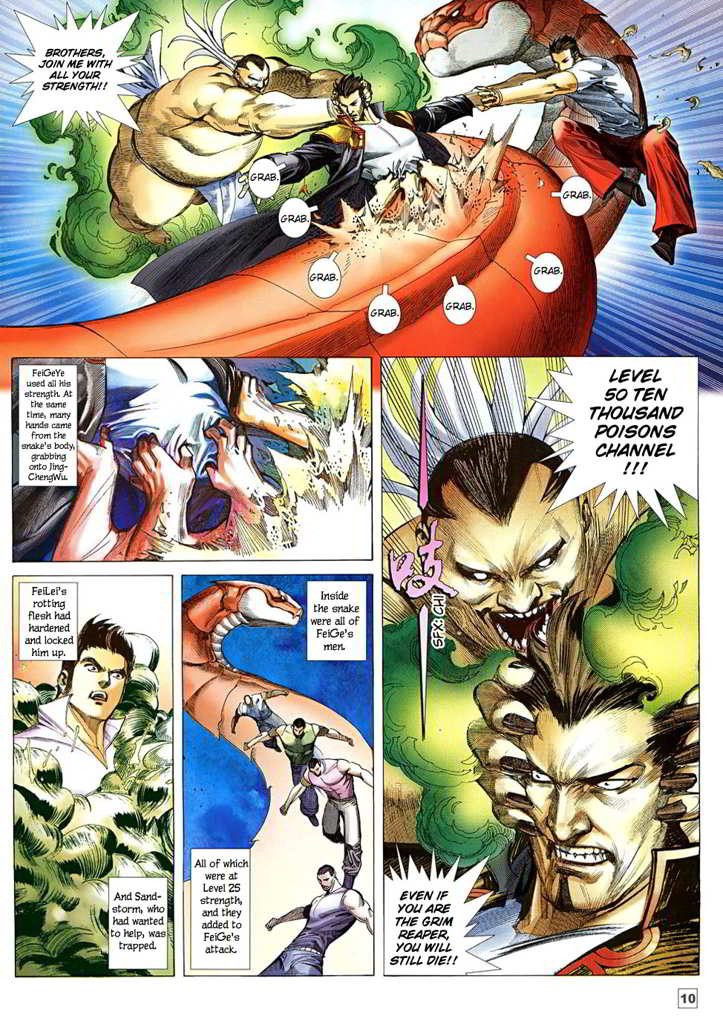 BROTHERS,
JOIN ME WITH
ALL YOUR
STRENGTH!!
GRAB.
GRAB.
GRAB.
GRAB.
GRAB.
GRAB.
GRAB.
FeiGeYe
used all his
strength. At the
same time, many
hands came
from the
snake's body,
grabbing
onto Jing-
ChengWu.
LEVEL
50 TEN
THOUSAND
POISONS
CHANNEL
!!!
吱
SFX: CHI
FeiLei's
rotting
flesh had
hardened
and locked
him up.
And Sand-
storm, who
had wanted
to help, was
trapped.
Inside
the snake
were all of
FeiGe's
men.
All of which
were at
Level 25
strength,
and they
added to
FeiGe's
attack.
EVEN IF
YOU ARE
THE GRIM
REAPER,
YOU WILL
STILL DIE!!
10